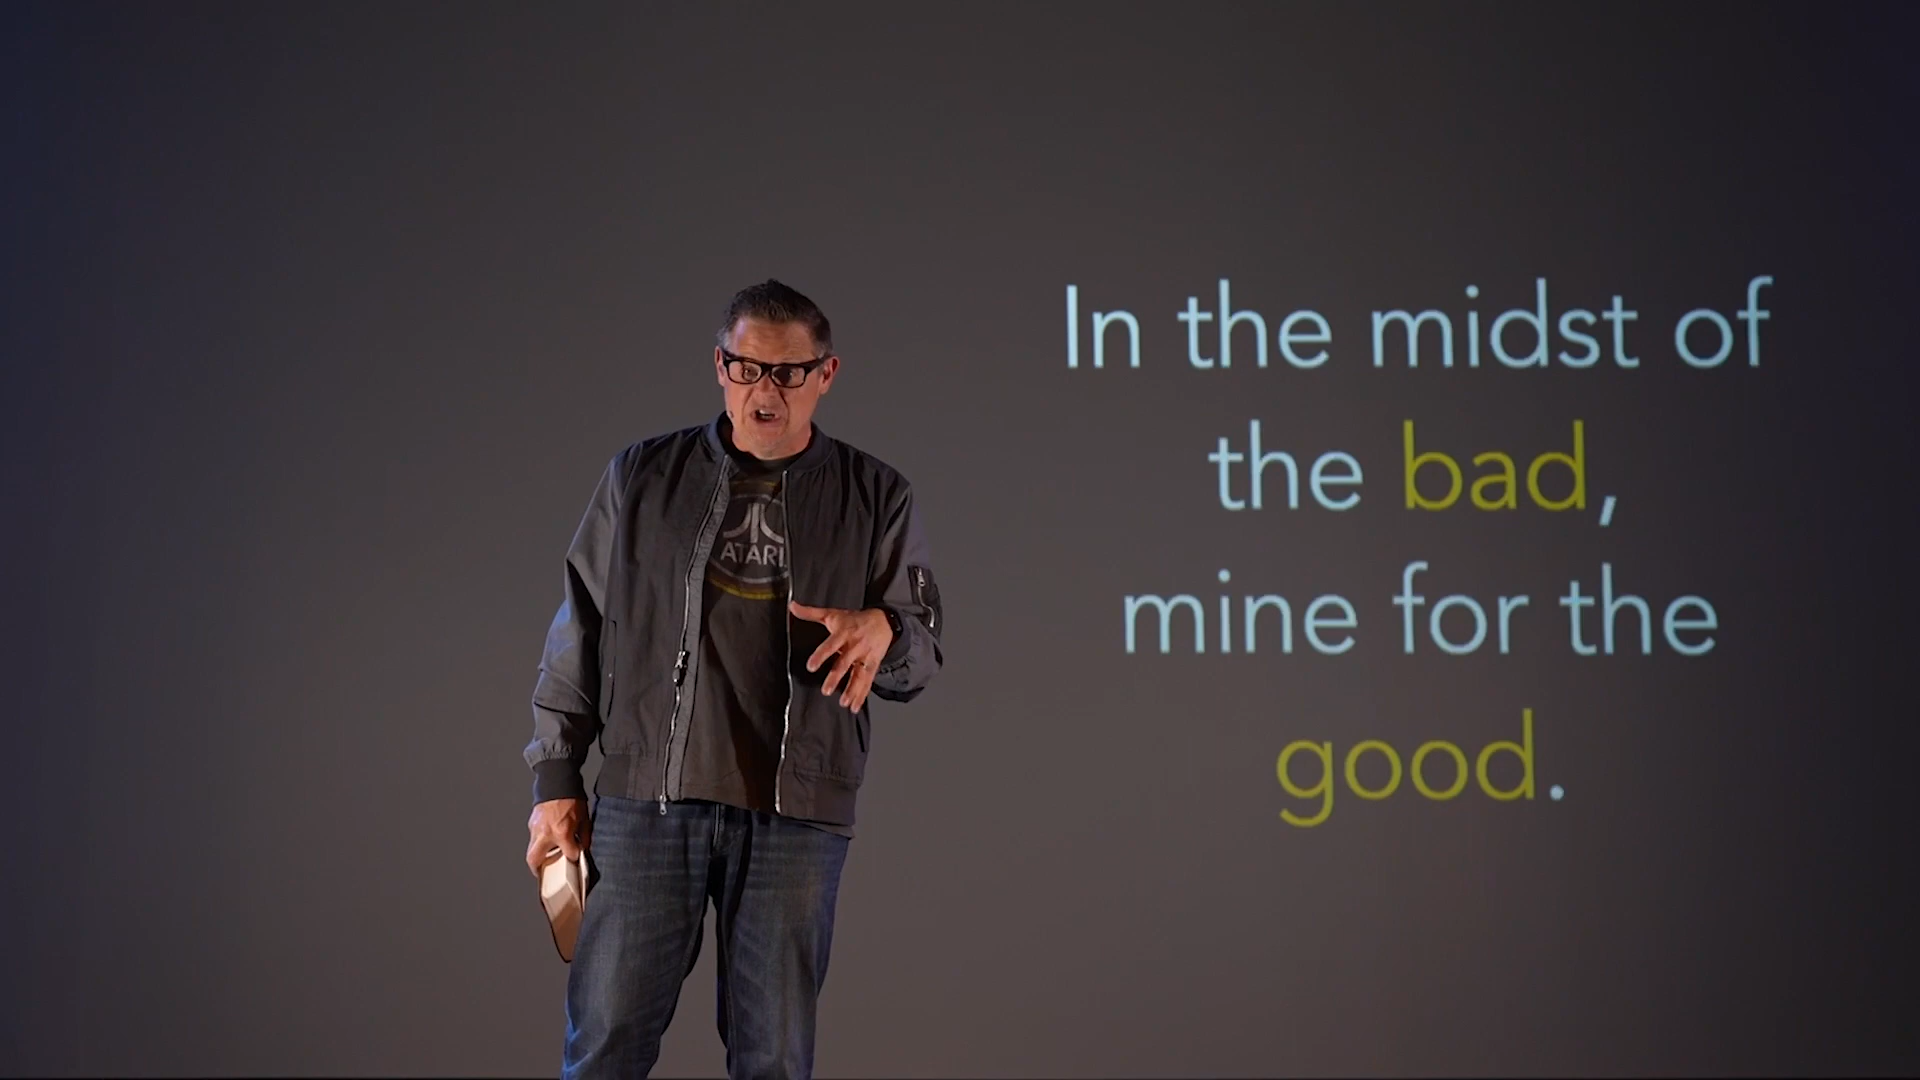 In the midst of
the bad,
mine for the
good.
ATARI